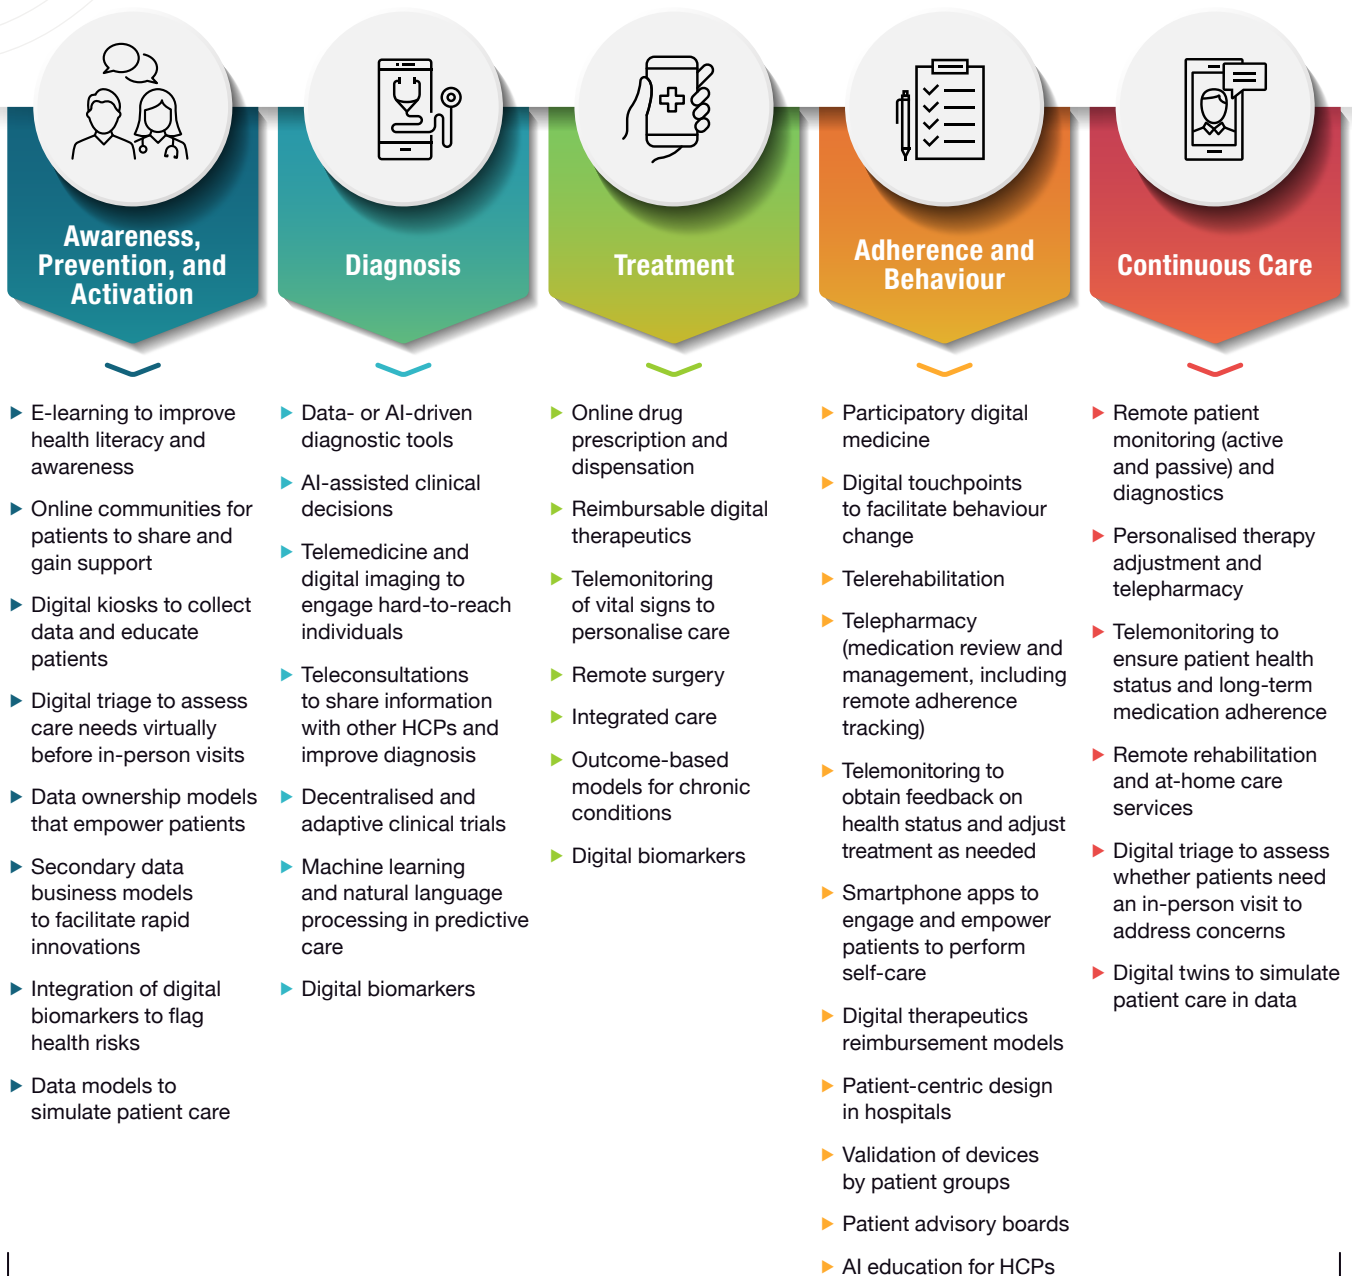 Awareness,
Prevention, and
Activation
E-learning to improve
health literacy and
awareness
Online communities for
patients to share and
gain support
Digital kiosks to collect
data and educate
patients
Digital triage to assess
care needs virtually
before in-person visits
Data ownership models
that empower patients
Secondary data
business models
to facilitate rapid
innovations
Integration of digital
biomarkers to flag
health risks
Data models to
simulate patient care
Diagnosis
Data- or AI-driven
diagnostic tools
AI-assisted clinical
decisions
Telemedicine and
digital imaging to
engage hard-to-reach
individuals
Teleconsultations
to share information
with other HCPs and
improve diagnosis
Decentralised and
adaptive clinical trials
Machine learning
and natural language
processing in predictive
care
Digital biomarkers
Treatment
Online drug
prescription and
dispensation
Reimbursable digital
therapeutics
Telemonitoring
of vital signs to
personalise care
Remote surgery
Integrated care
Outcome-based
models for chronic
conditions
Digital biomarkers
Adherence and
Behaviour
Participatory digital
medicine
Digital touchpoints
to facilitate behaviour
change
Telerehabilitation
Telepharmacy
(medication review and
management, including
remote adherence
tracking)
Telemonitoring to
obtain feedback on
health status and adjust
treatment as needed
Smartphone apps to
engage and empower
patients to perform
self-care
Digital therapeutics
reimbursement models
Patient-centric design
in hospitals
Validation of devices
by patient groups
Patient advisory boards
AI education for HCPs
Continuous Care
Remote patient
monitoring (active
and passive) and
diagnostics
Personalised therapy
adjustment and
telepharmacy
Telemonitoring to
ensure patient health
status and long-term
medication adherence
Remote rehabilitation
and at-home care
services
Digital triage to assess
whether patients need
an in-person visit to
address concerns
Digital twins to simulate
patient care in data